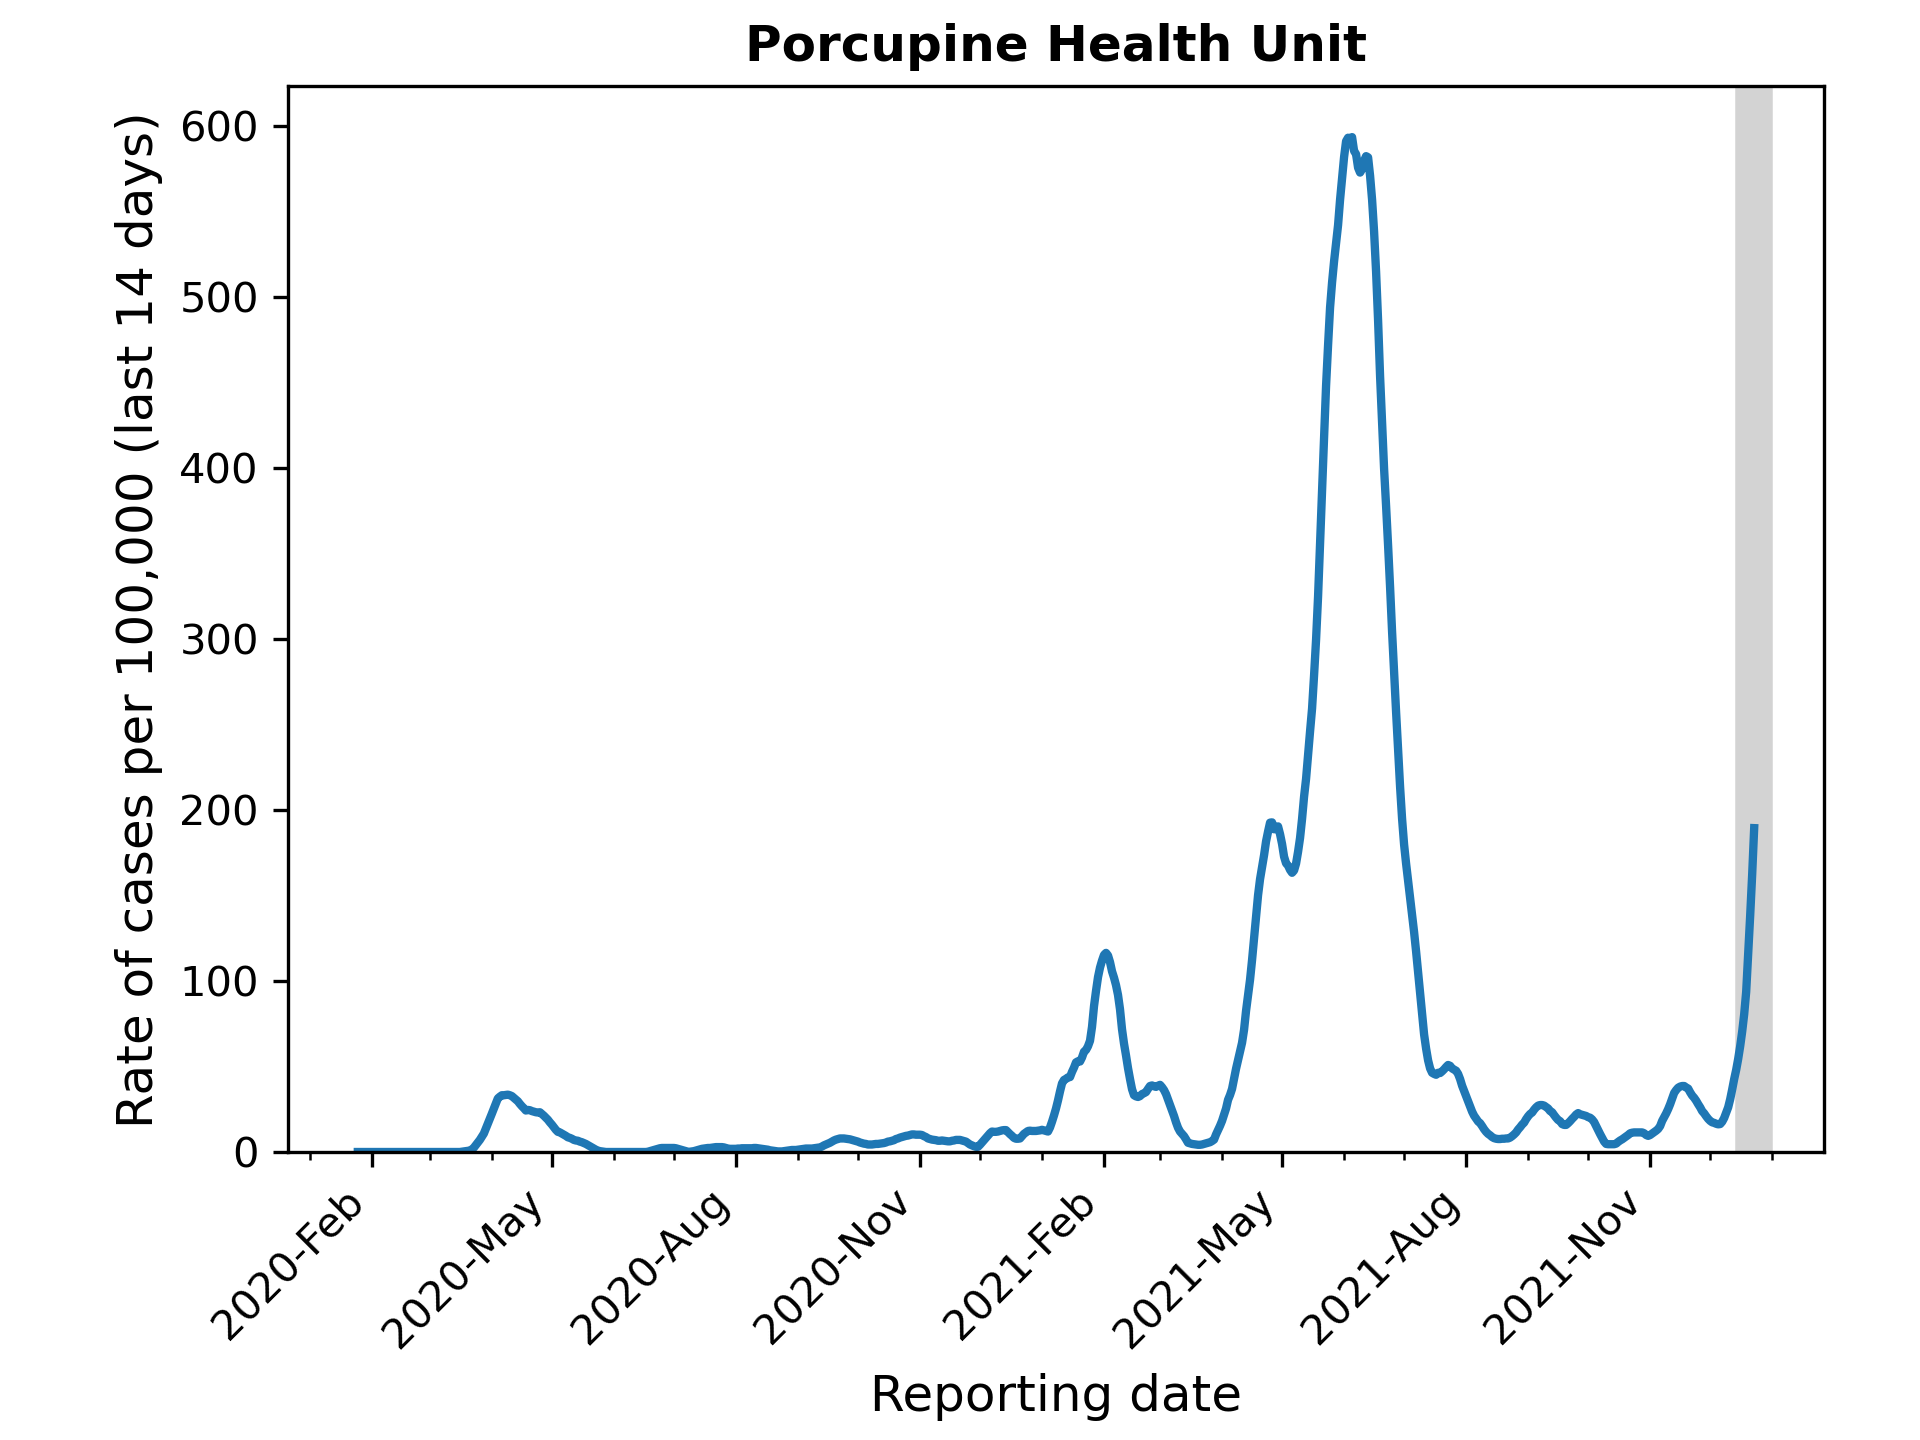 Porcupine Health Unit
Rate of cases per 100,000 (last 14 days)
600
500
400
300
200
100
0
2020-Feb
2020-May
2020-Aug
2020-Nov
2021-Feb
2021-May
2021-Aug
2021-Nov
Reporting date